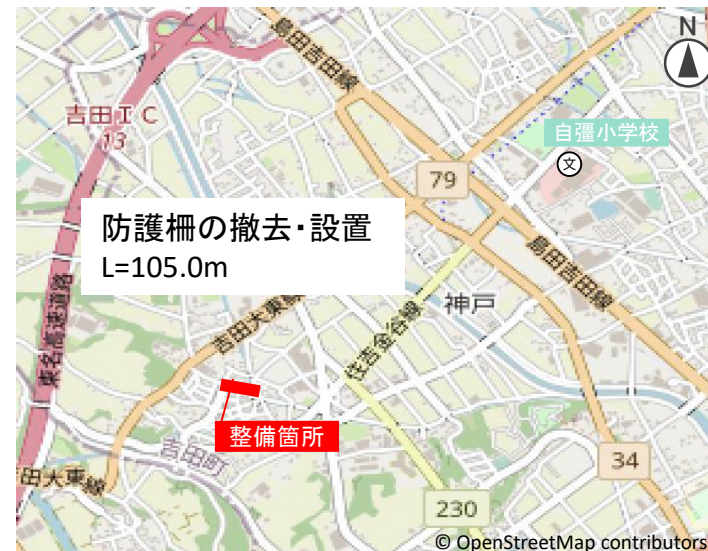 島田吉田線
N
吉田ＩＣ
13
自彊小学校
文
79
防護柵の撤去・設置
L=105.0m
島田吉田線
東名高速道路
吉田大東線
住吉金谷線
神戸
整備箇所
吉田町
34
吉田大東線
230
© OpenStreetMap contributors